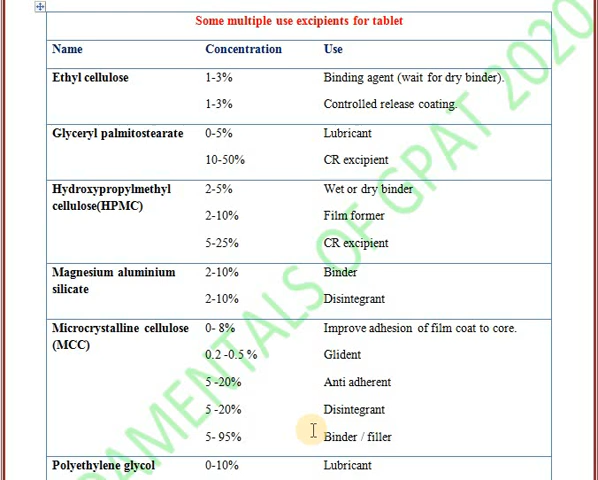 Some multiple use excipients for tablet
Name Concentration Use
Ethyl cellulose 1-3% Binding agent (wait for dry binder).
1-3% Controlled release coating.
Glyceryl palmitostearate 0-5% Lubricant
10-50% CR excipient
Hydroxypropylmethyl 2-5% Wet or dry binder
cellulose(HPMC)
2-10% Film former
5-25% CR excipient
Magnesium aluminium 2-10% Binder
silicate
2-10% Disintegrant
Microcrystalline cellulose 0- 8% Improve adhesion of film coat to core.
(MCC)
0.2 -0.5 % Glident
5 -20% Anti adherent
5 -20% Disintegrant
5- 95% Binder / filler
Polyethylene glycol 0-10% Lubricant
DAMENTALS OF GPAT 2020